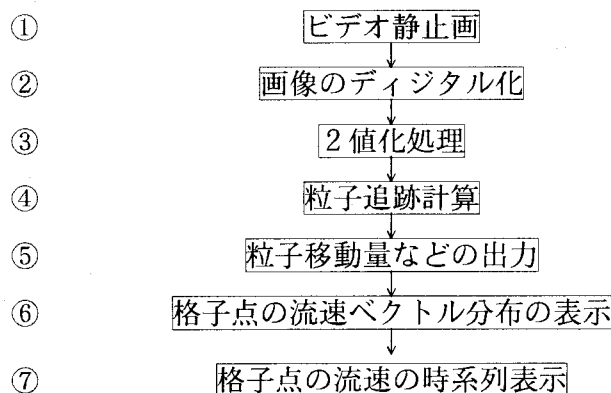 ① ビデオ静止画
② 画像のディジタル化
③ 2値化処理
④ 粒子追跡計算
⑤ 粒子移動量などの出力
⑥ 格子点の流速ベクトル分布の表示
⑦ 格子点の流速の時系列表示